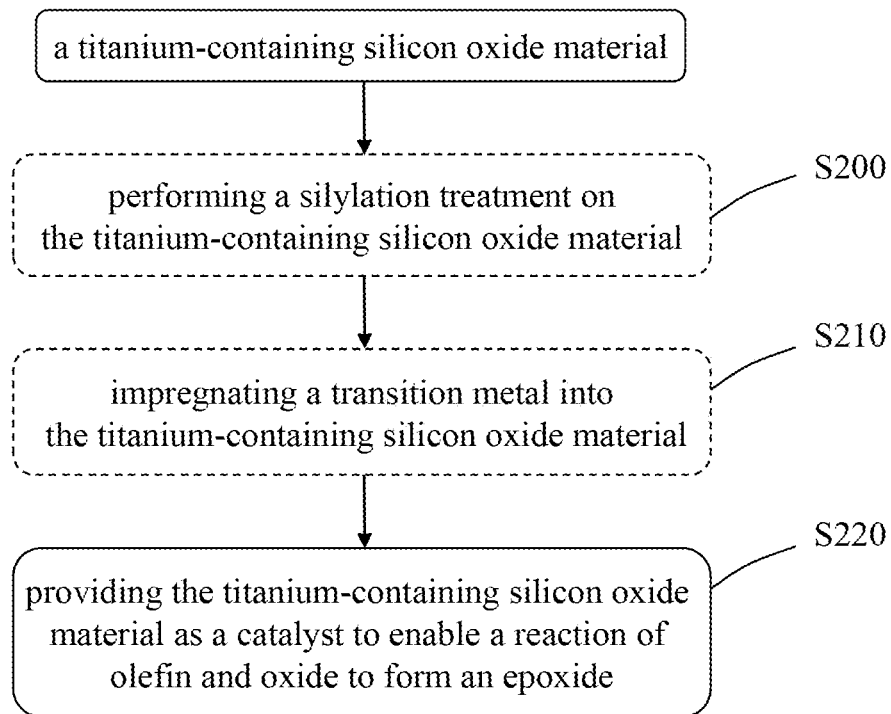 a titanium-containing silicon oxide material
S200
performing a silylation treatment on
the titanium-containing silicon oxide material
S210
impregnating a transition metal into
the titanium-containing silicon oxide material
S220
providing the titanium-containing silicon oxide
material as a catalyst to enable a reaction of
olefin and oxide to form an epoxide